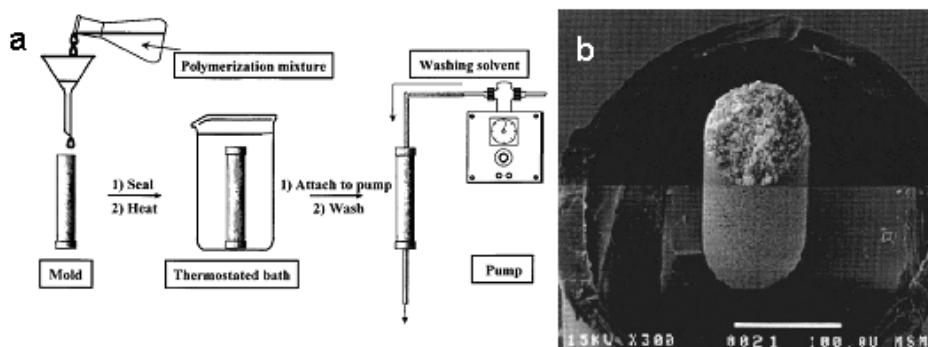 a
Polymerization mixture
Washing solvent
1) Seal
2) Heat
1) Attach to pump
2) Wash
Mold
Thermostated bath
Pump
b
15KV X300 0021 100.0U MSM